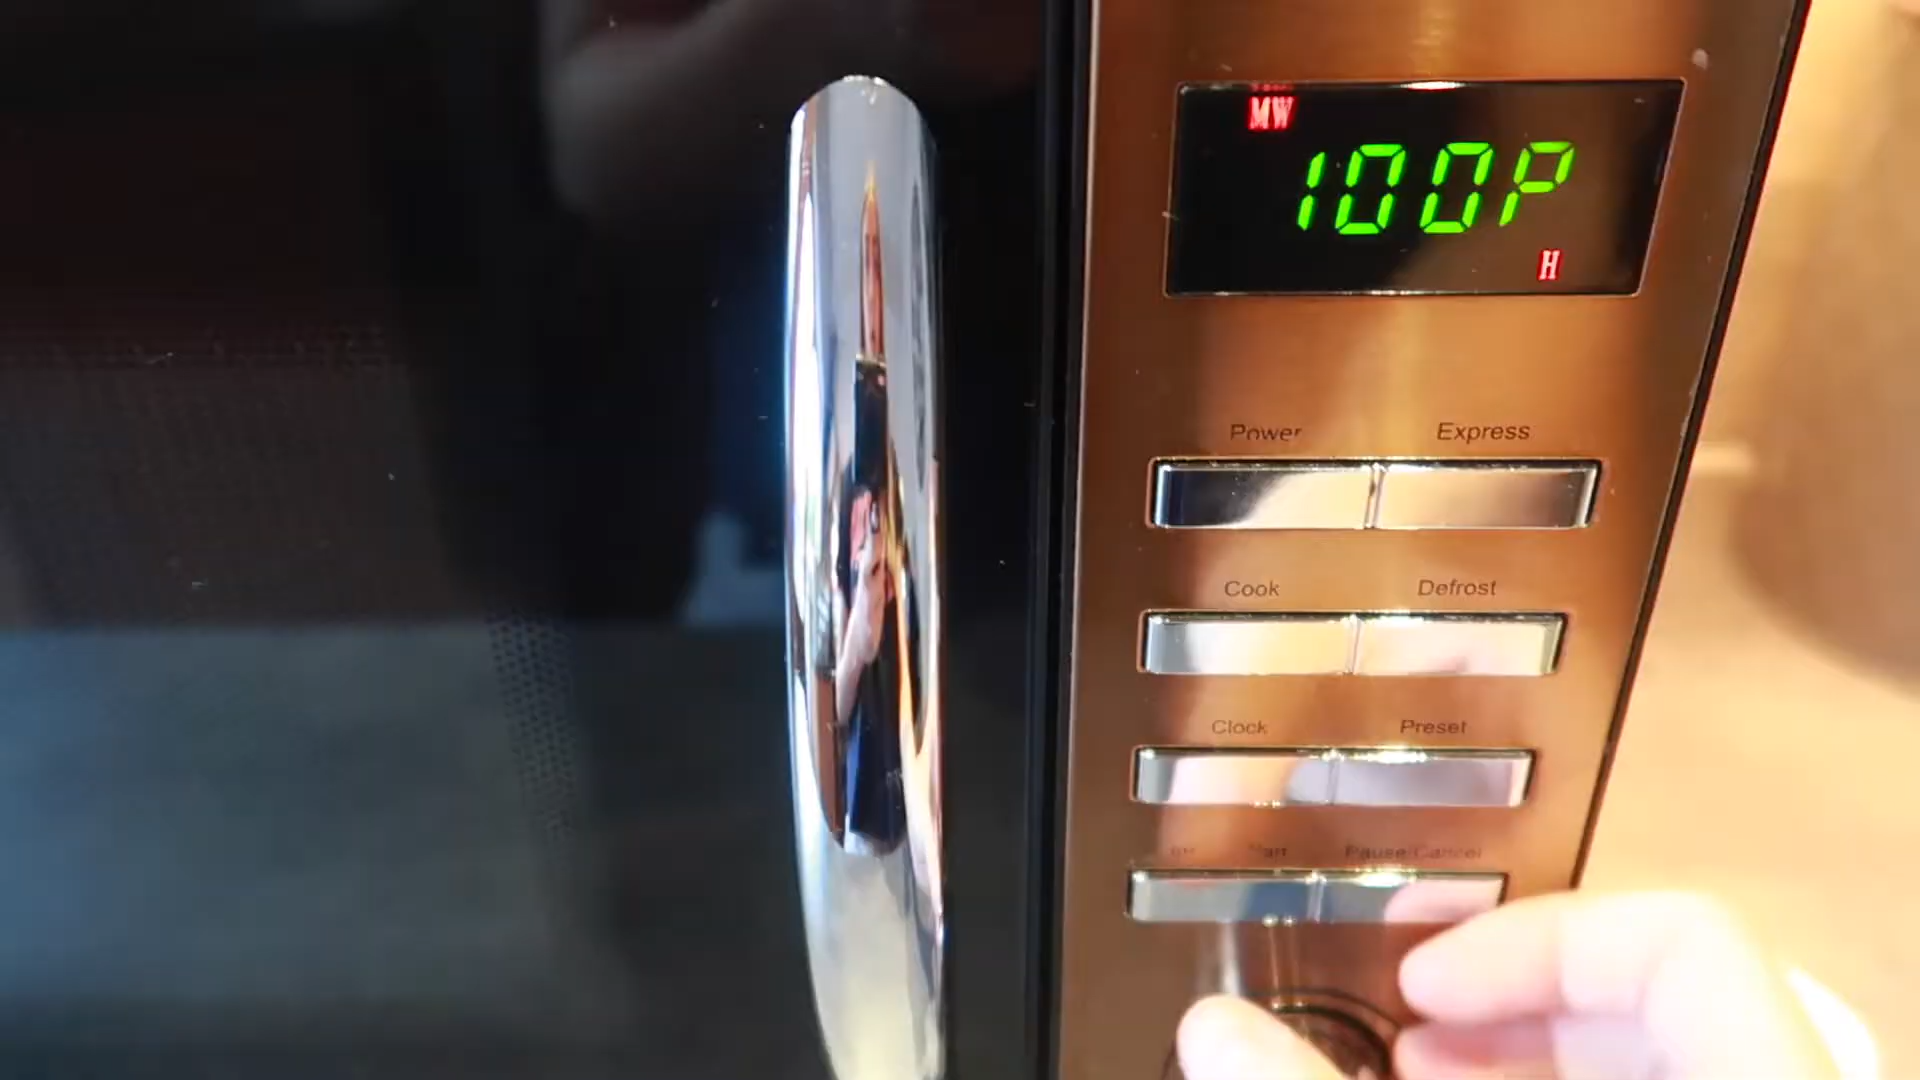 MW
100P
H
Power Express
Cook Defrost
Clock Preset
Pause/Cancel